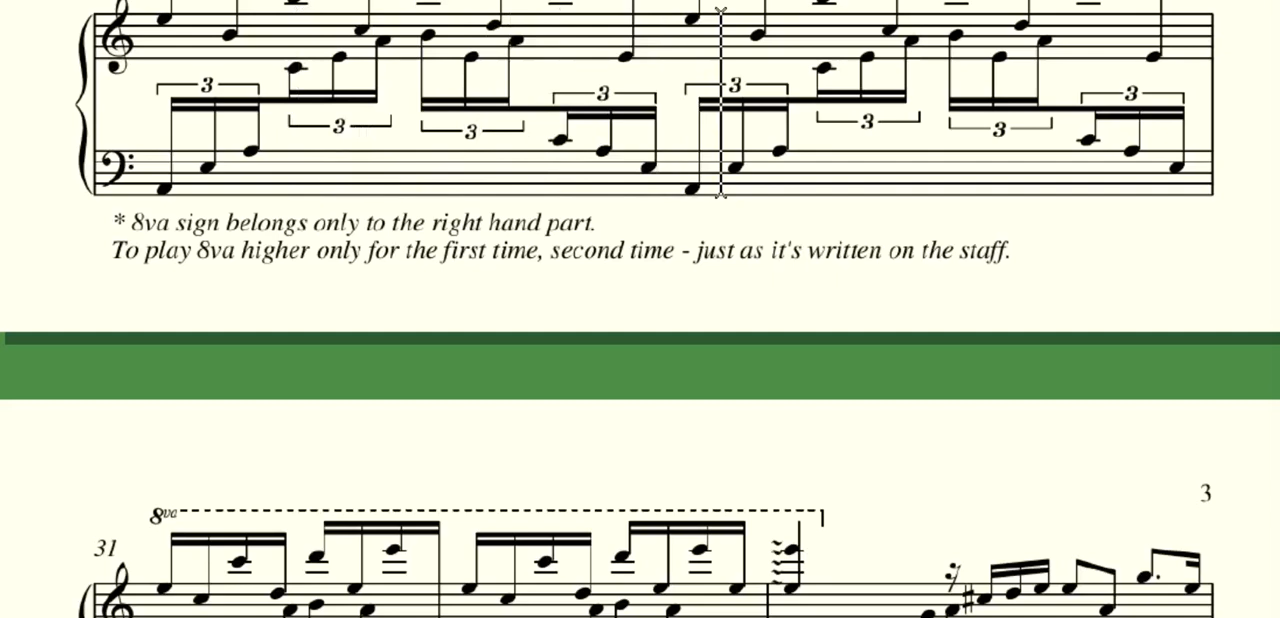 3 3
3 3
3 3 3 3
* 8va sign belongs only to the right hand part.
To play 8va higher only for the first time, second time - just as it's written on the staff.
3
8va
31